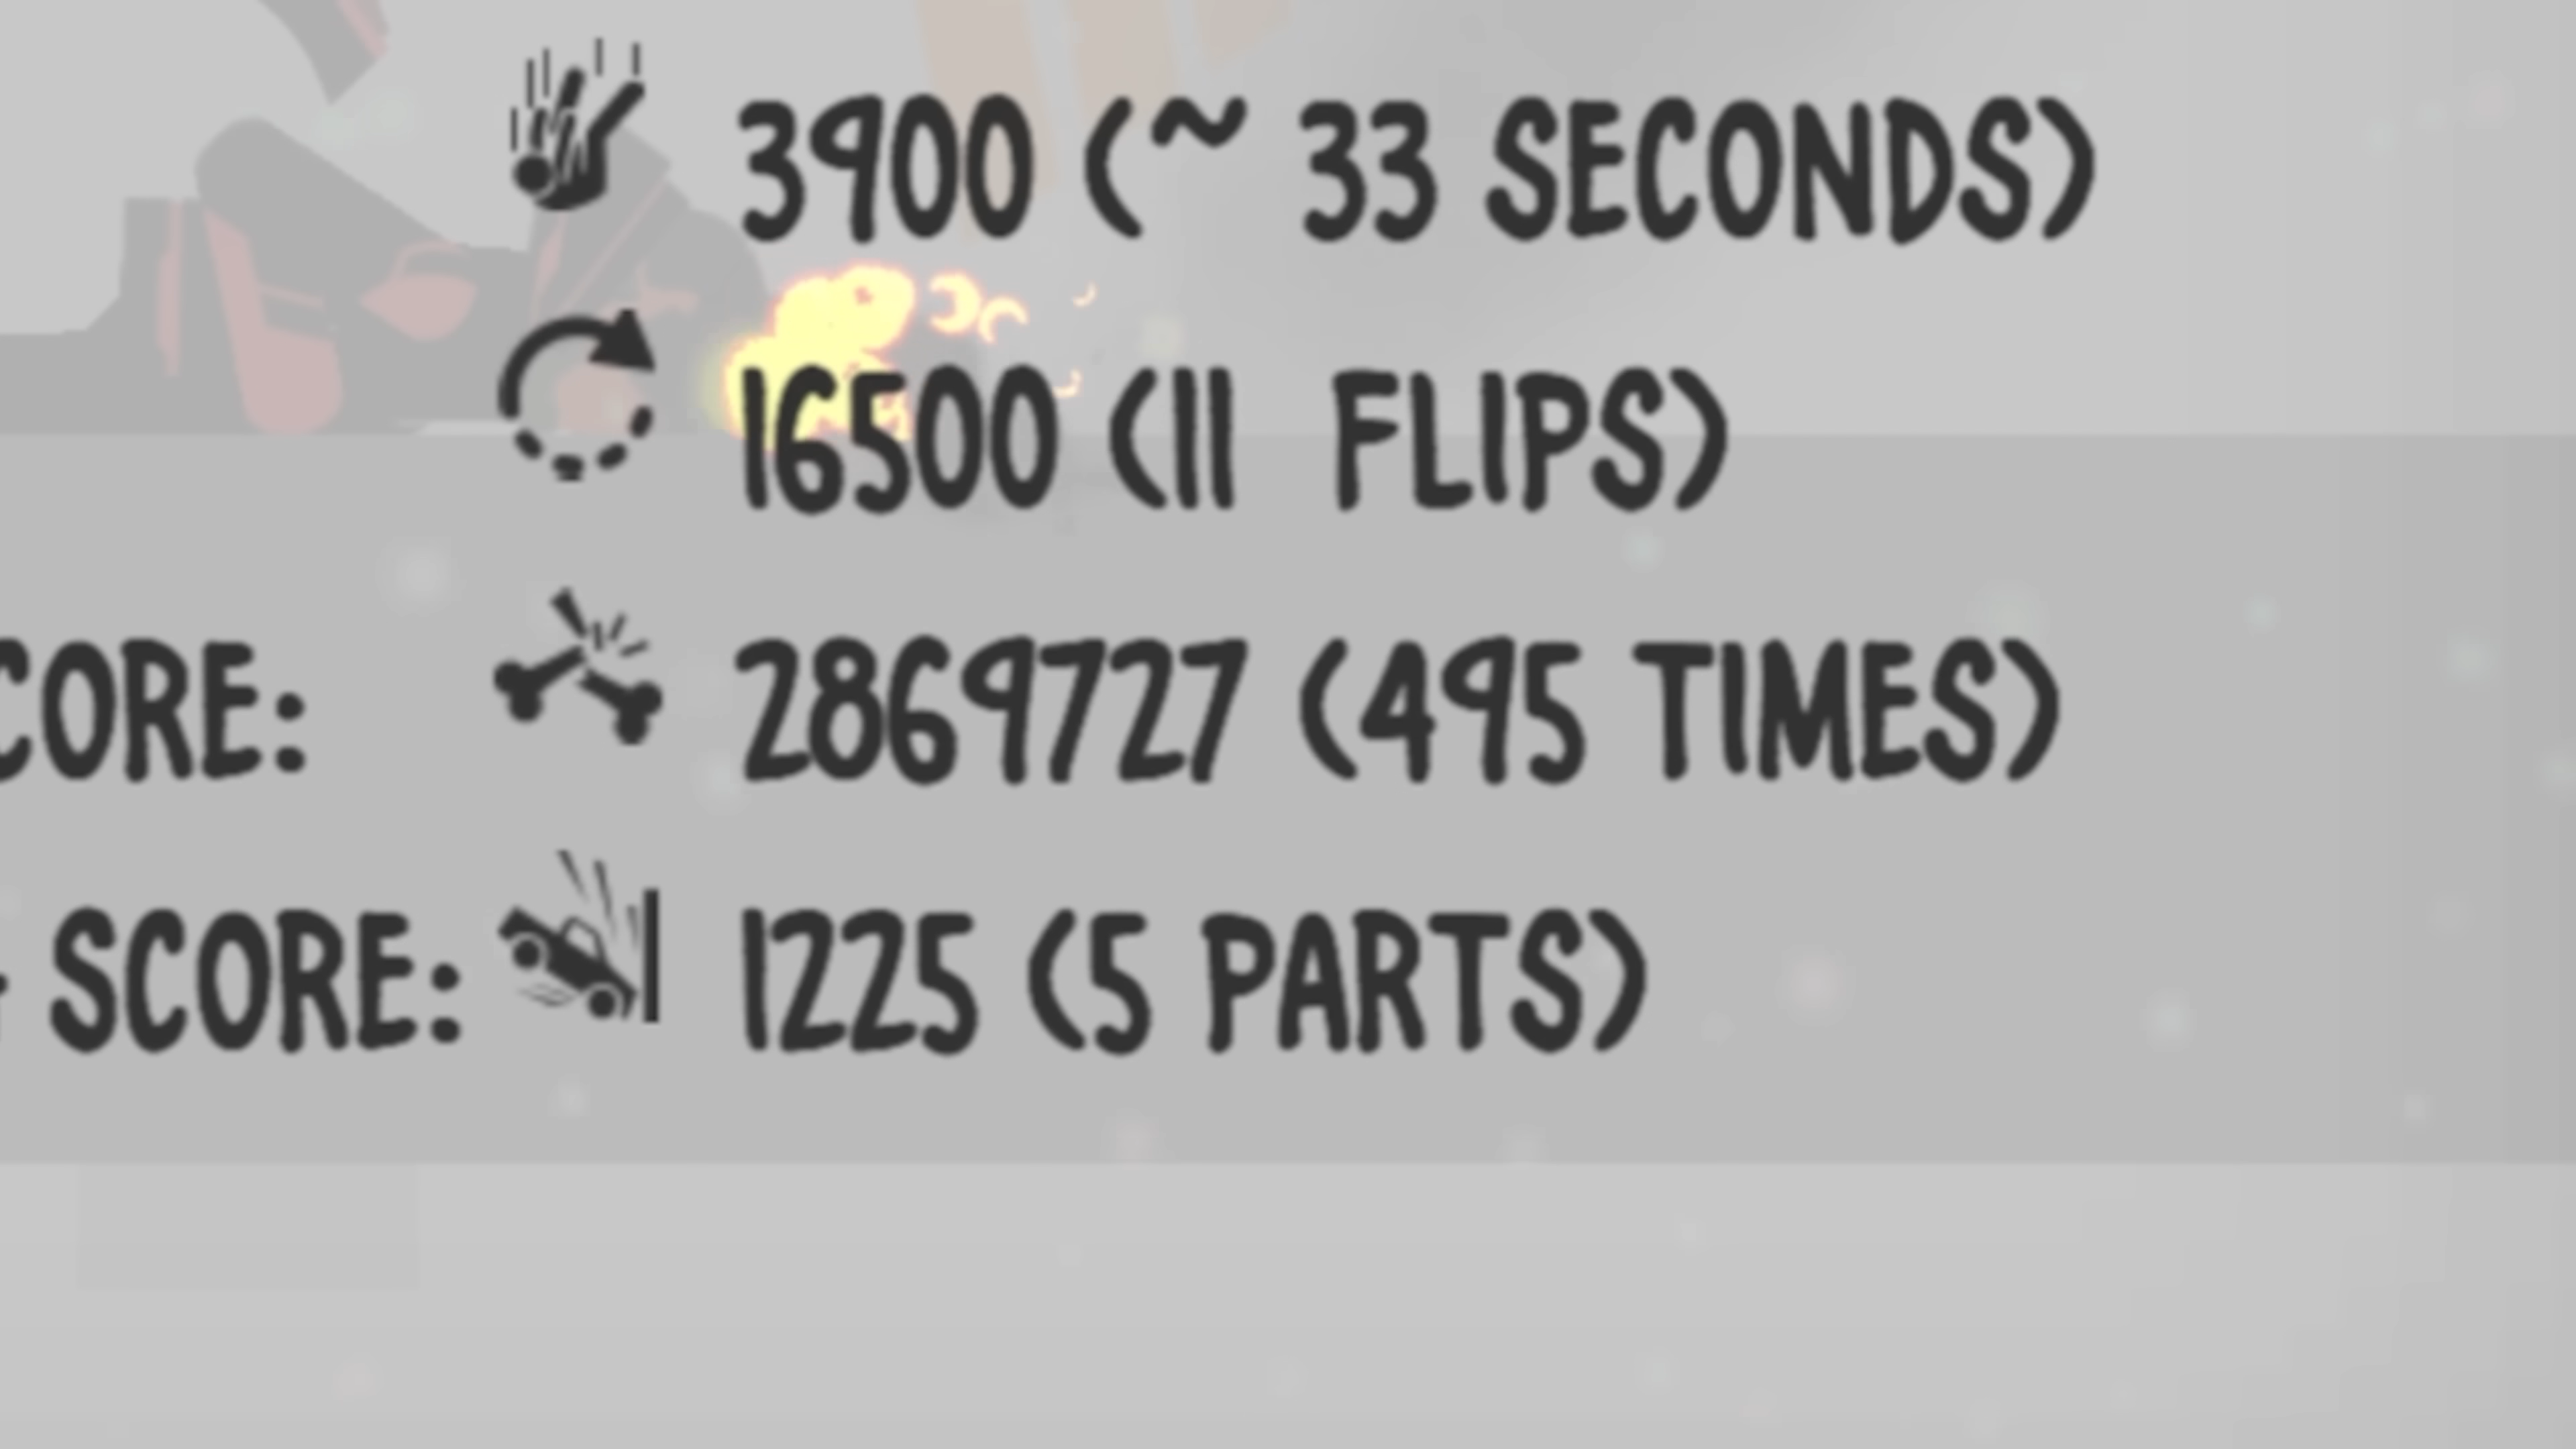 3900 (~ 33 SECONDS)
16500 (11 FLIPS)
CORE: 2869727 (495 TIMES)
SCORE: 1225 (5 PARTS)